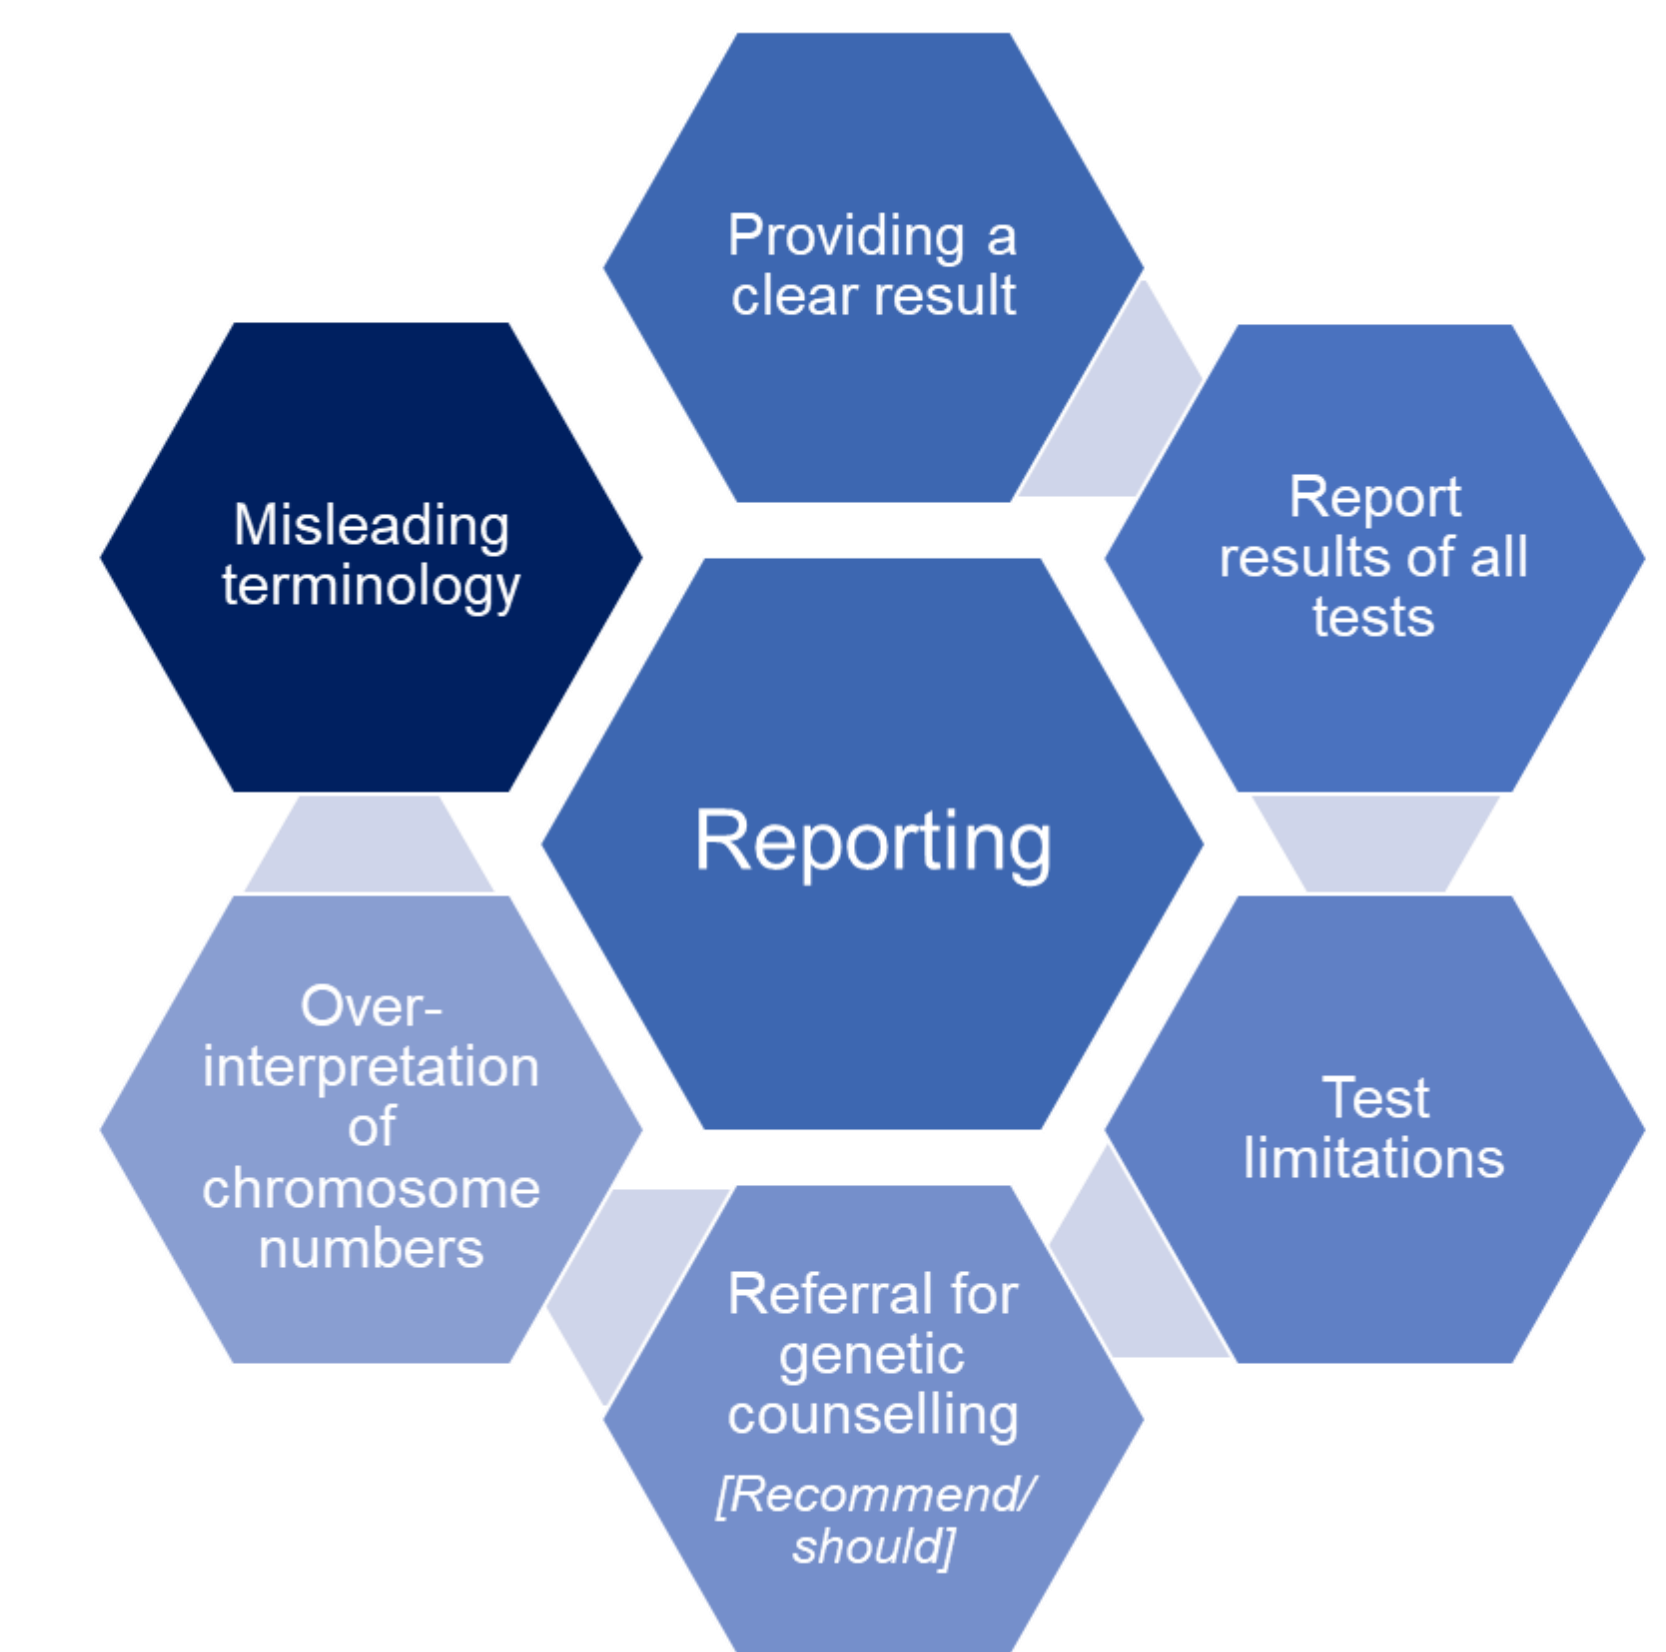 Providing a
clear result
Misleading
terminology
Report
results of all
tests
Reporting
Over-
interpretation
of
chromosome
numbers
Test
limitations
Referral for
genetic
counselling
[Recommend/
should]